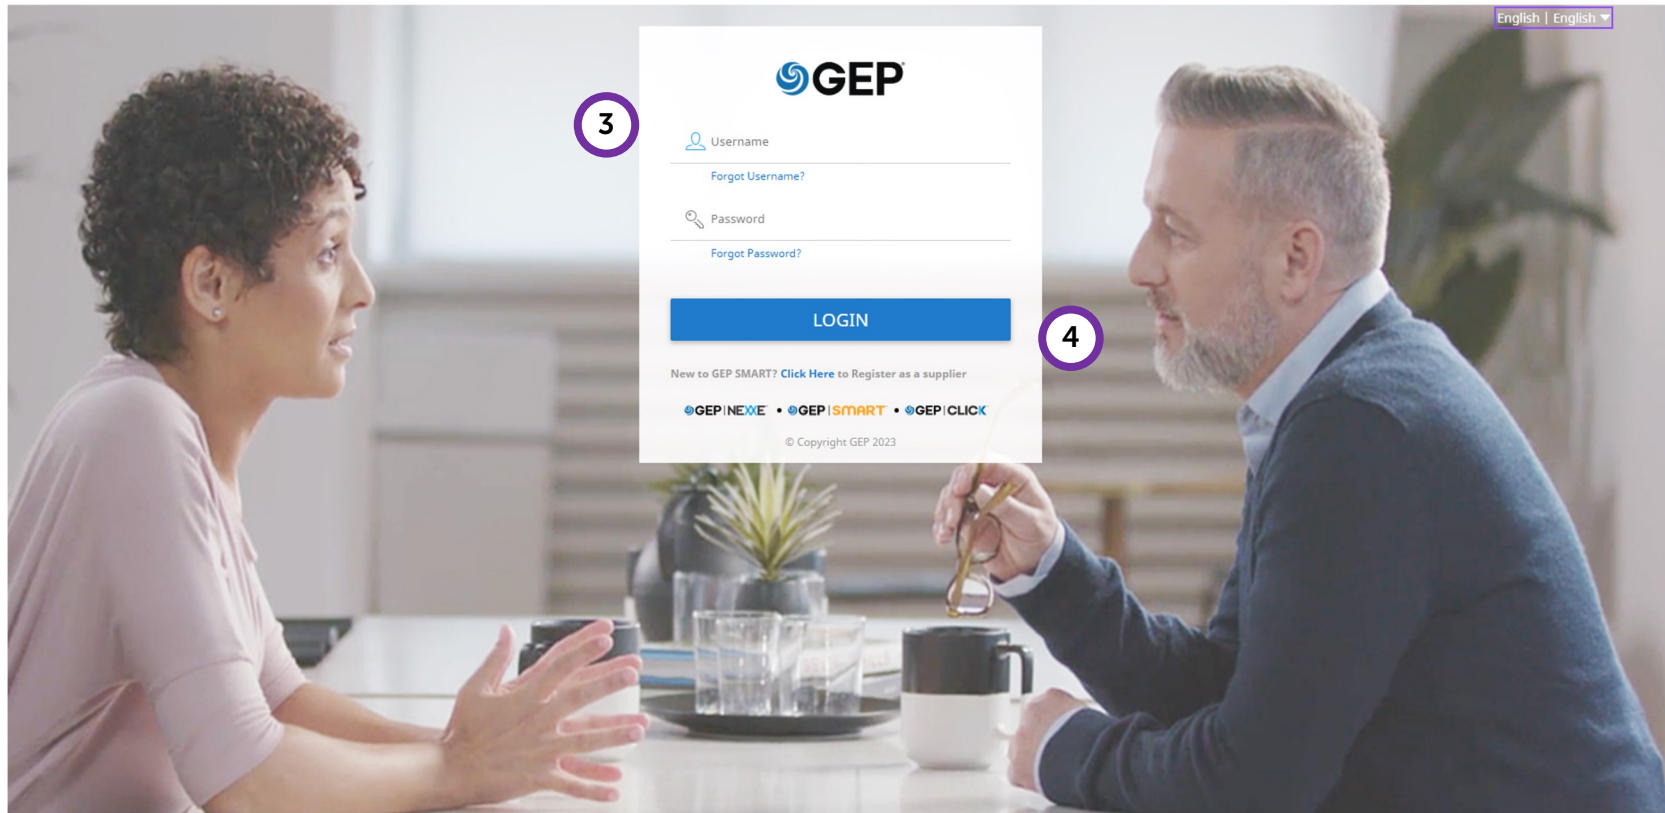 English | English
GEP
3
Username
Forgot Username?
Password
Forgot Password?
LOGIN
4
New to GEP SMART? Click Here to Register as a supplier
GEP | NEXXE • GEP | SMART • GEP | CLICK
© Copyright GEP 2023